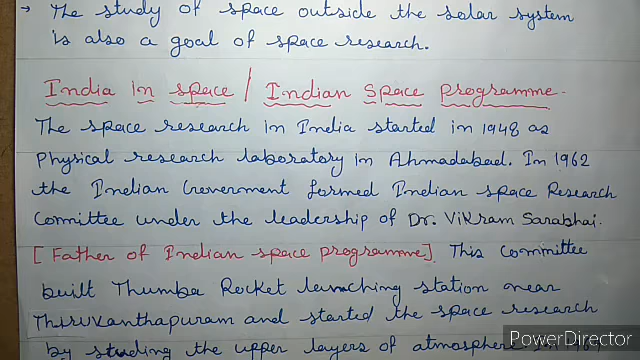 → The study of space outside the solar system
is also a goal of space research.
India in space / Indian Space programme.
The space research in India started in 1948 as
Physical research laboratory in Ahmadabad. In 1962
the Indian Government formed Indian space Research
Committee under the leadership of Dr. Vikram Sarabhai.
[Father of Indian space programme]. This Committee
built Thumba Rocket launching station near
Thiruvanthapuram and started the space research
by studing the upper layers of atmosphere in
PowerDirector